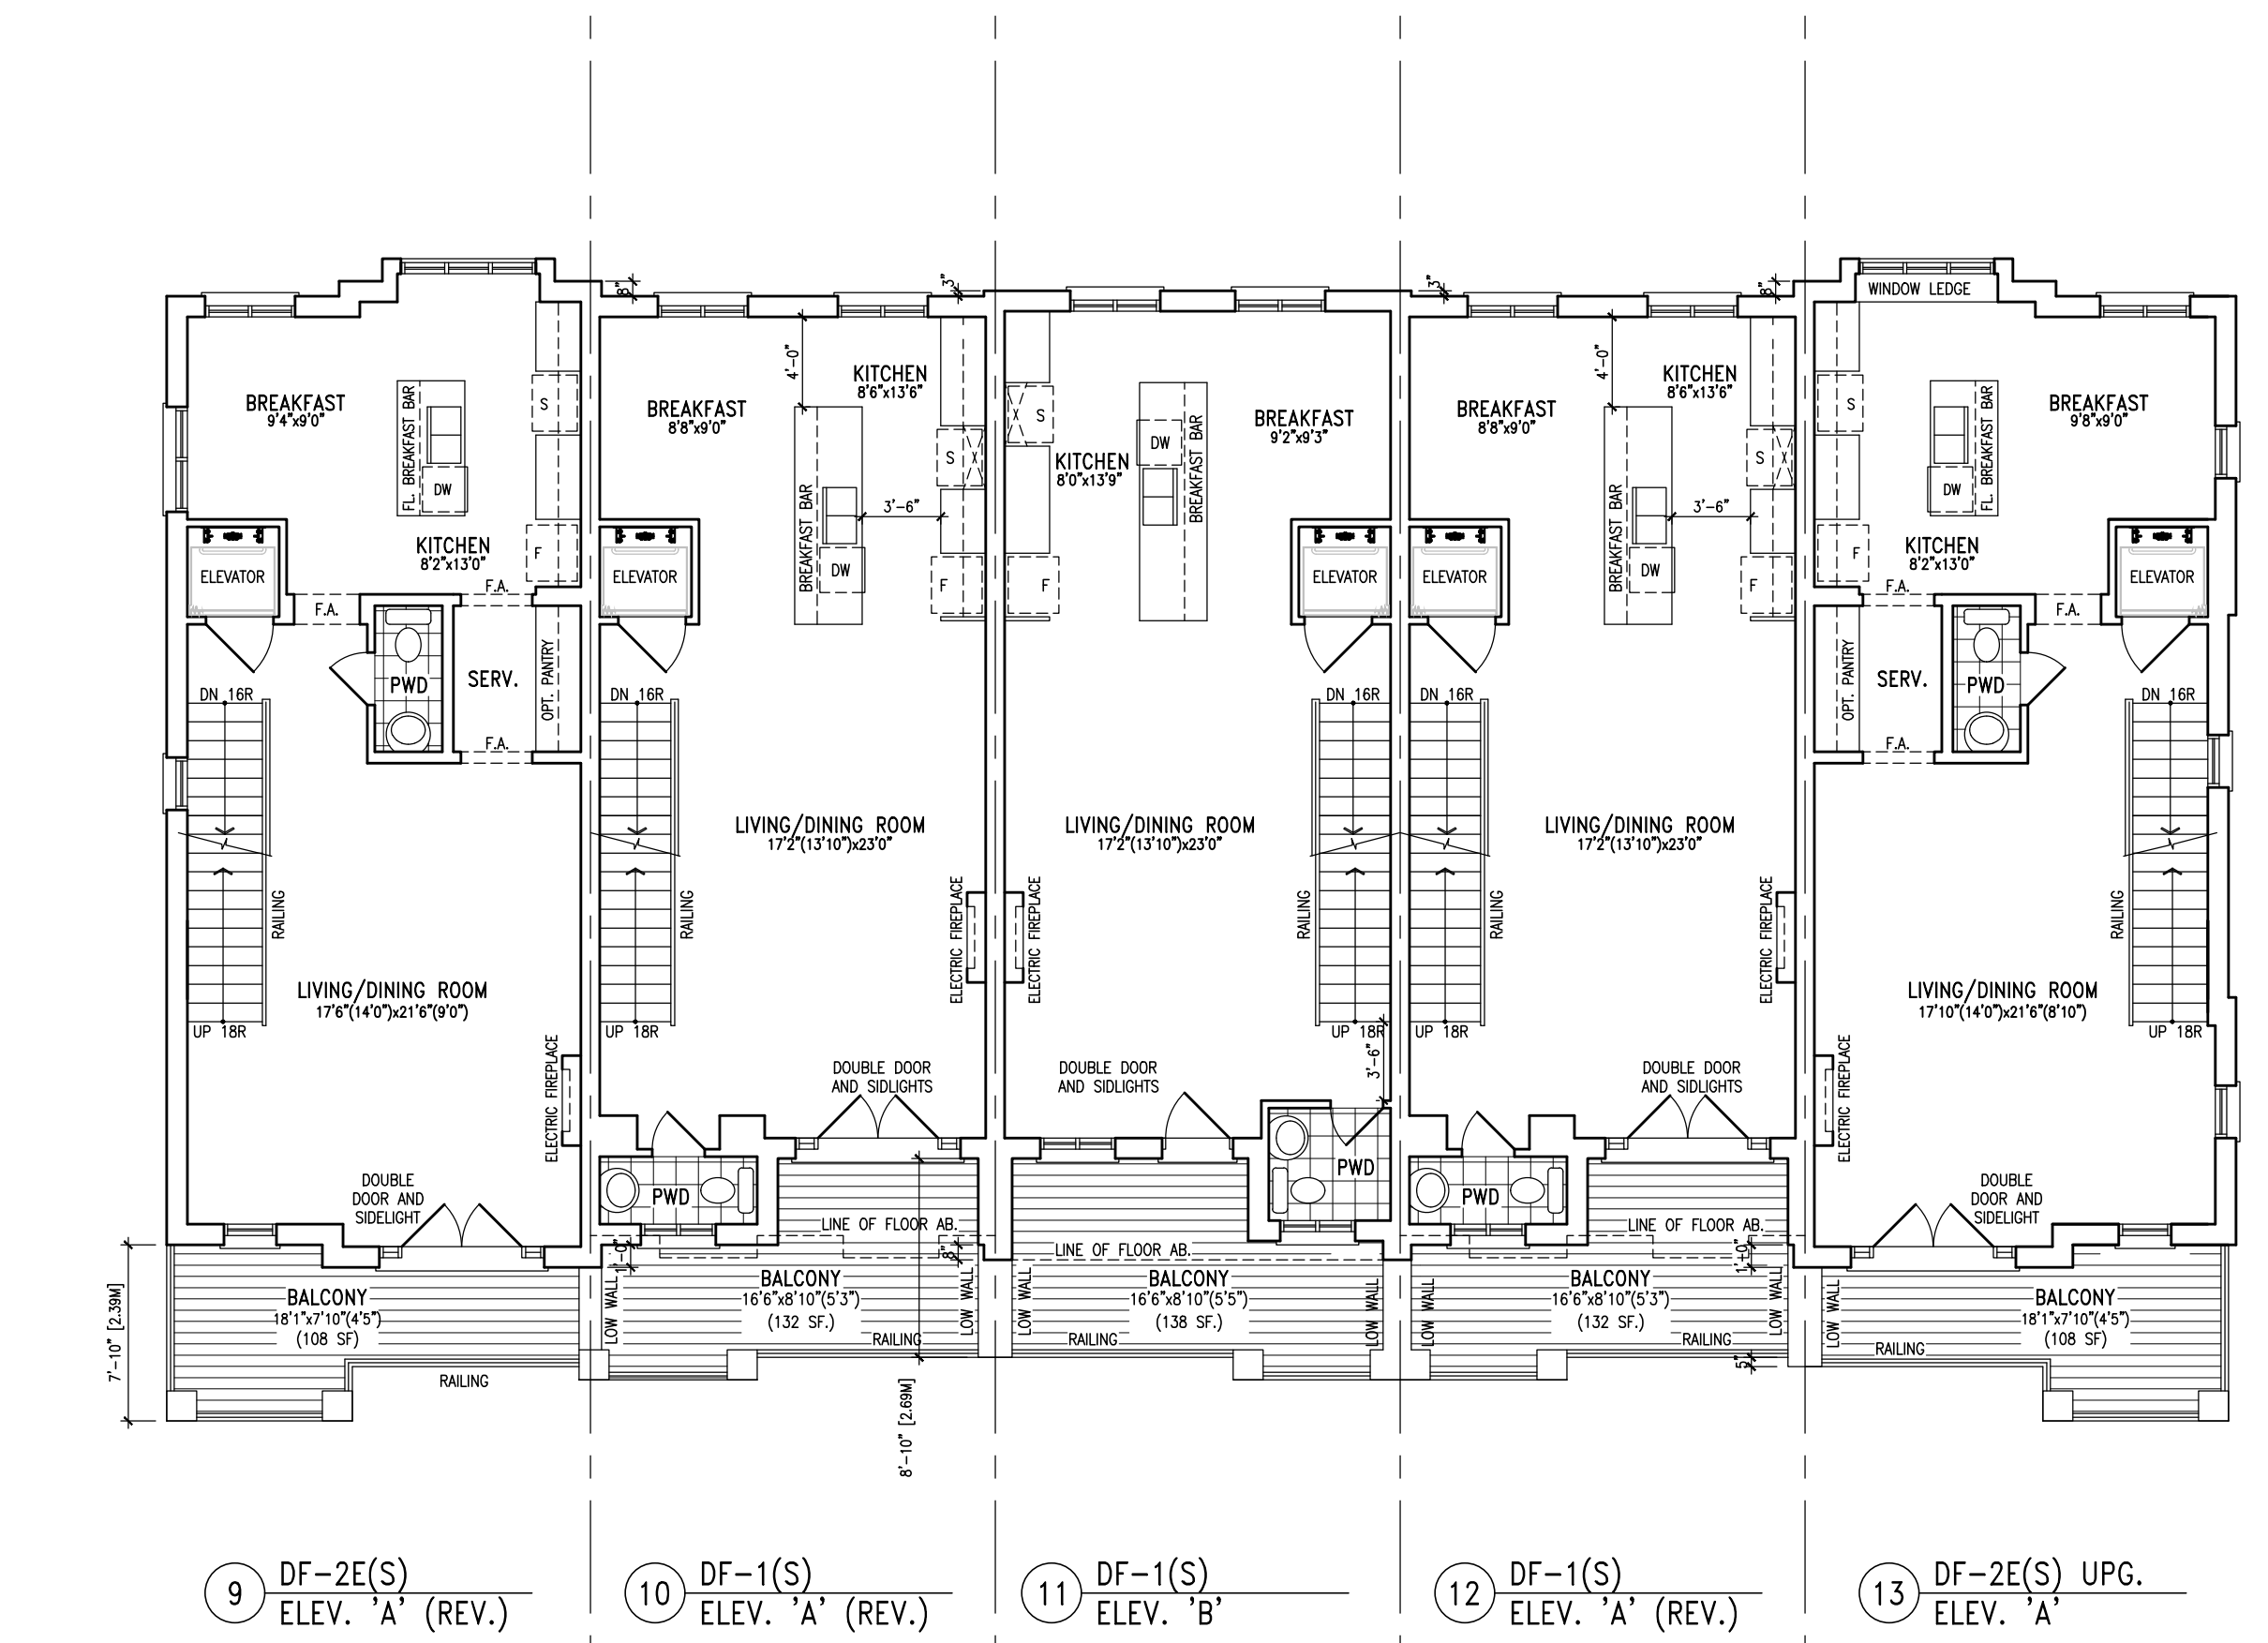 8"
3"
3"
8"
WINDOW LEDGE
BREAKFAST
9'4"x9'0"
FL. BREAKFAST BAR
DW
S
F
KITCHEN
8'2"x13'0"
ELEVATOR
F.A.
F.A.
PWD
SERV.
OPT. PANTRY
F.A.
DN 16R
RAILING
UP 18R
LIVING/DINING ROOM
17'6"(14'0")x21'6"(9'0")
ELECTRIC FIREPLACE
DOUBLE
DOOR AND
SIDELIGHT
BALCONY
18'1"x7'10"(4'5")
(108 SF)
RAILING
7'-10" [2.39M]
BREAKFAST
8'8"x9'0"
4'-0"
KITCHEN
8'6"x13'6"
BREAKFAST BAR
3'-6"
S
DW
F
ELEVATOR
DN 16R
RAILING
UP 18R
LIVING/DINING ROOM
17'2"(13'10")x23'0"
ELECTRIC FIREPLACE
DOUBLE DOOR
AND SIDLIGHTS
PWD
LINE OF FLOOR AB.
1'-0"
8"
LOW WALL
BALCONY
16'6"x8'10"(5'3")
(132 SF.)
RAILING
LOW WALL
8'-10" [2.69M]
S
KITCHEN
8'0"x13'9"
DW
BREAKFAST BAR
BREAKFAST
9'2"x9'3"
F
ELEVATOR
DN 16R
LIVING/DINING ROOM
17'2"(13'10")x23'0"
ELECTRIC FIREPLACE
RAILING
UP 18R
3'-6"
DOUBLE DOOR
AND SIDLIGHTS
PWD
LINE OF FLOOR AB.
LOW WALL
BALCONY
16'6"x8'10"(5'5")
(138 SF.)
RAILING
LOW WALL
BREAKFAST
8'8"x9'0"
4'-0"
KITCHEN
8'6"x13'6"
BREAKFAST BAR
3'-6"
S
DW
F
ELEVATOR
DN 16R
RAILING
UP 18R
LIVING/DINING ROOM
17'2"(13'10")x23'0"
ELECTRIC FIREPLACE
DOUBLE DOOR
AND SIDLIGHTS
PWD
LINE OF FLOOR AB.
1'-0"
LOW WALL
BALCONY
16'6"x8'10"(5'3")
(132 SF.)
RAILING
LOW WALL
5"
S
F
DW
FL. BREAKFAST BAR
BREAKFAST
9'8"x9'0"
KITCHEN
8'2"x13'0"
F.A.
F.A.
ELEVATOR
OPT. PANTRY
SERV.
PWD
F.A.
DN 16R
RAILING
UP 18R
LIVING/DINING ROOM
17'10"(14'0")x21'6"(8'10")
ELECTRIC FIREPLACE
DOUBLE
DOOR AND
SIDELIGHT
LOW WALL
BALCONY
18'1"x7'10"(4'5")
(108 SF)
RAILING
9
DF-2E(S)
ELEV. 'A' (REV.)
10
DF-1(S)
ELEV. 'A' (REV.)
11
DF-1(S)
ELEV. 'B'
12
DF-1(S)
ELEV. 'A' (REV.)
13
DF-2E(S) UPG.
ELEV. 'A'